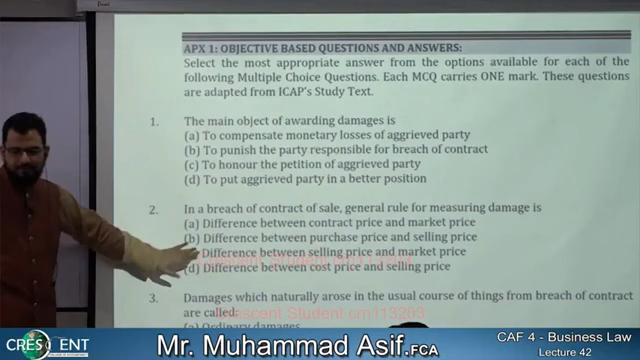 APX 1: OBJECTIVE BASED QUESTIONS AND ANSWERS:
Select the most appropriate answer from the options available for each of the
following Multiple Choice Questions. Each MCQ carries ONE mark. These questions
are adapted from ICAP's Study Text.
1. The main object of awarding damages is
(a) To compensate monetary losses of aggrieved party
(b) To punish the party responsible for breach of contract
(c) To honour the petition of aggrieved party
(d) To put aggrieved party in a better position
2. In a breach of contract of sale, general rule for measuring damage is
(a) Difference between contract price and market price
(b) Difference between purchase price and selling price
Difference between selling price and market price
(d) Difference between cost price and selling price
3. Damages which naturally arose in the usual course of things from breach of contract
are called:
(a) Ordinary damages
CRESCENT
Mr. Muhammad Asif.FCA
CAF 4 - Business Law
Lecture 42